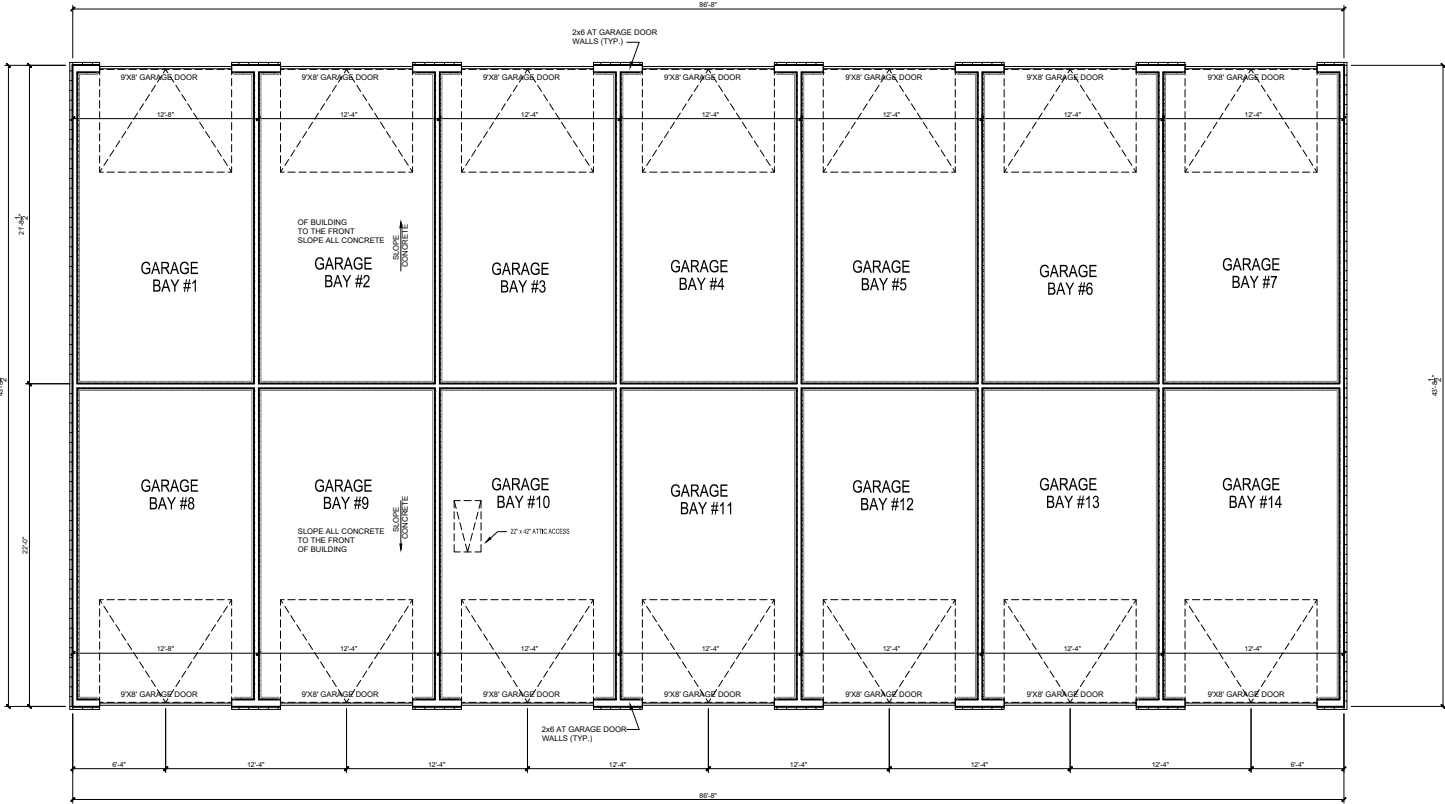 86'-8"
2x6 AT GARAGE DOOR
WALLS (TYP.)
9'X8' GARAGE DOOR
9'X8' GARAGE DOOR
9'X8' GARAGE DOOR
9'X8' GARAGE DOOR
9'X8' GARAGE DOOR
9'X8' GARAGE DOOR
9'X8' GARAGE DOOR
12'-8"
12'-4"
12'-4"
12'-4"
12'-4"
12'-4"
12'-4"
21'-8 1/2"
OF BUILDING
TO THE FRONT
SLOPE ALL CONCRETE
SLOPE
CONCRETE
GARAGE
BAY #1
GARAGE
BAY #2
GARAGE
BAY #3
GARAGE
BAY #4
GARAGE
BAY #5
GARAGE
BAY #6
GARAGE
BAY #7
43'-8 1/2"
GARAGE
BAY #8
GARAGE
BAY #9
GARAGE
BAY #10
GARAGE
BAY #11
GARAGE
BAY #12
GARAGE
BAY #13
GARAGE
BAY #14
22'-0"
SLOPE ALL CONCRETE
TO THE FRONT
OF BUILDING
SLOPE
CONCRETE
22" x 42" ATTIC ACCESS
12'-8"
12'-4"
12'-4"
12'-4"
12'-4"
12'-4"
12'-4"
9'X8' GARAGE DOOR
9'X8' GARAGE DOOR
9'X8' GARAGE DOOR
9'X8' GARAGE DOOR
9'X8' GARAGE DOOR
9'X8' GARAGE DOOR
9'X8' GARAGE DOOR
2x6 AT GARAGE DOOR
WALLS (TYP.)
6'-4"
12'-4"
12'-4"
12'-4"
12'-4"
12'-4"
12'-4"
6'-4"
86'-8"